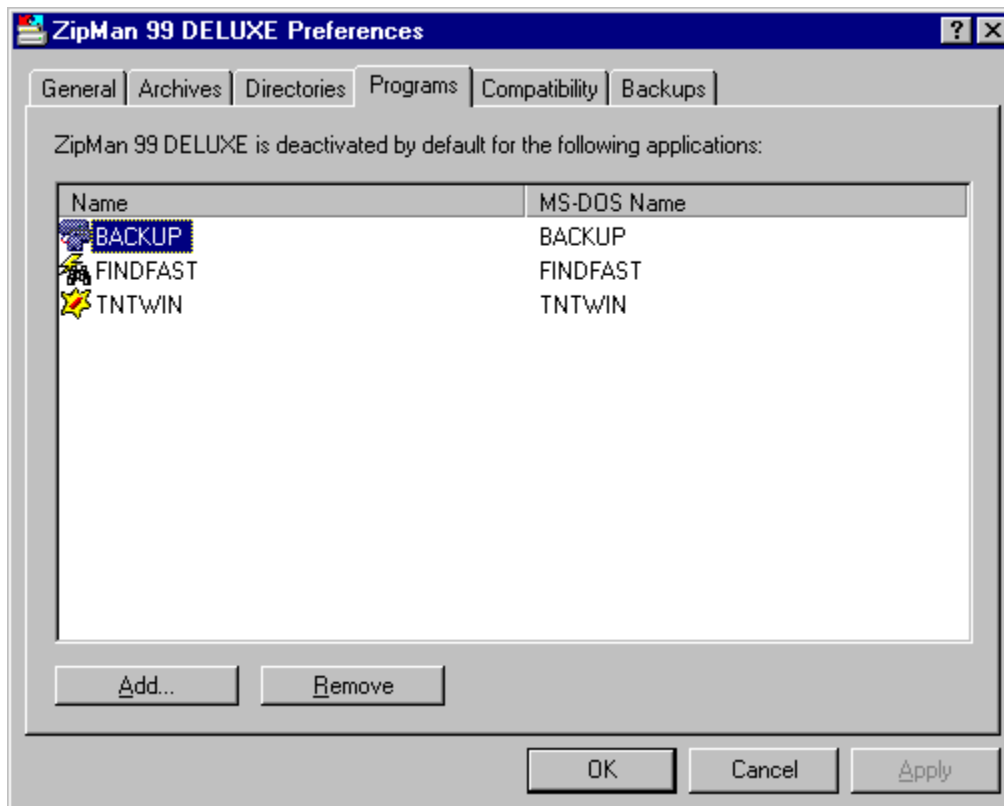 ZipMan 99 DELUXE Preferences
General Archives Directories Programs Compatibility Backups
ZipMan 99 DELUXE is deactivated by default for the following applications:
Name MS-DOS Name
BACKUP BACKUP
FINDFAST FINDFAST
TNTWIN TNTWIN
Add... Remove
OK Cancel Apply